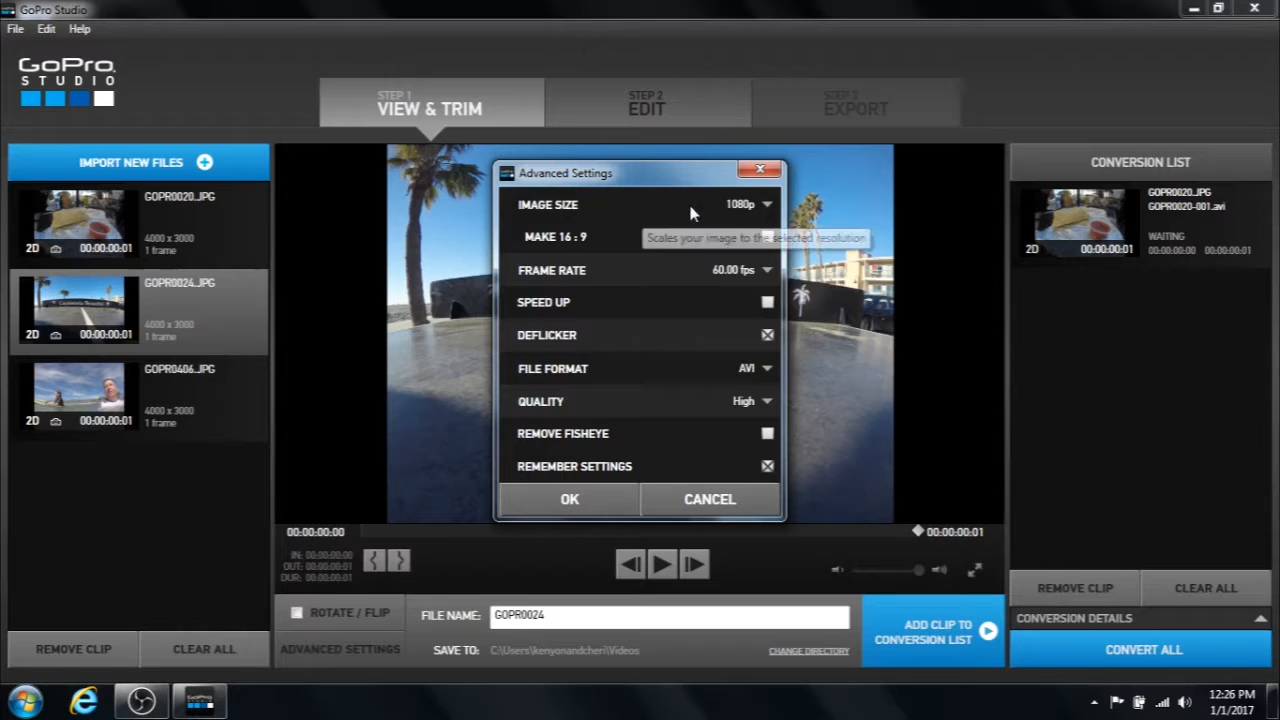 GoPro Studio
File Edit Help
GoPro
STUDIO
STEP 1
VIEW & TRIM
STEP 2
EDIT
STEP 3
EXPORT
IMPORT NEW FILES
GOPR0020.JPG
4000 x 3000
1 frame
2D 00:00:00:01
GOPR0024.JPG
4000 x 3000
1 frame
2D 00:00:00:01
GOPR0406.JPG
4000 x 3000
1 frame
2D 00:00:00:01
REMOVE CLIP CLEAR ALL
Advanced Settings
IMAGE SIZE 1080p
Scales your image to the selected resolution
MAKE 16 : 9
FRAME RATE 60.00 fps
SPEED UP
DEFLICKER
FILE FORMAT AVI
QUALITY High
REMOVE FISHEYE
REMEMBER SETTINGS
OK CANCEL
00:00:00:00 00:00:00:01
IN: 00:00:00:00
OUT: 00:00:00:01
DUR: 00:00:00:01
ROTATE / FLIP
FILE NAME: GOPR0024
ADVANCED SETTINGS
SAVE TO: C:\Users\kenyonandcheri\Videos CHANGE DIRECTORY
ADD CLIP TO
CONVERSION LIST
CONVERSION LIST
GOPR0020.JPG
GOPR0020-001.avi
WAITING
00:00:00:00 00:00:00:01
2D 00:00:00:01
REMOVE CLIP CLEAR ALL
CONVERSION DETAILS
CONVERT ALL
12:26 PM
1/1/2017